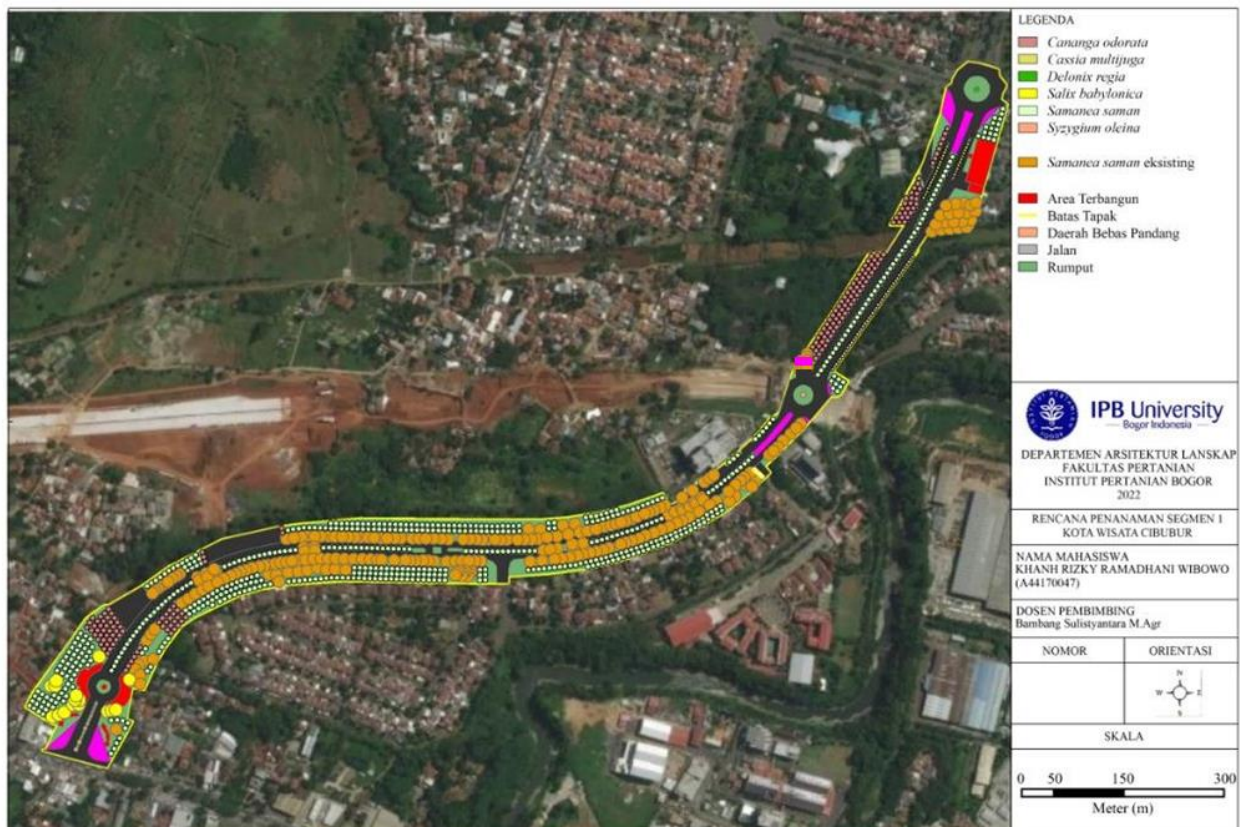 LEGENDA
Cananga odorata
Cassia multijuga
Delonix regia
Salix babylonica
Samanea saman
Syzygium oleina
Samanea saman eksisting
Area Terbangun
Batas Tapak
Daerah Bebas Pandang
Jalan
Rumput
INSTITUT PERTANIAN
BOGOR
IPB University
Bogor Indonesia
DEPARTEMEN ARSITEKTUR LANSKAP
FAKULTAS PERTANIAN
INSTITUT PERTANIAN BOGOR
2022
RENCANA PENANAMAN SEGMEN 1
KOTA WISATA CIBUBUR
NAMA MAHASISWA
KHANH RIZKY RAMADHANI WIBOWO
(A44170047)
DOSEN PEMBIMBING
Bambang Sulistyantara M.Agr
NOMOR ORIENTASI
N
W E
S
SKALA
0 50 150 300
Meter (m)